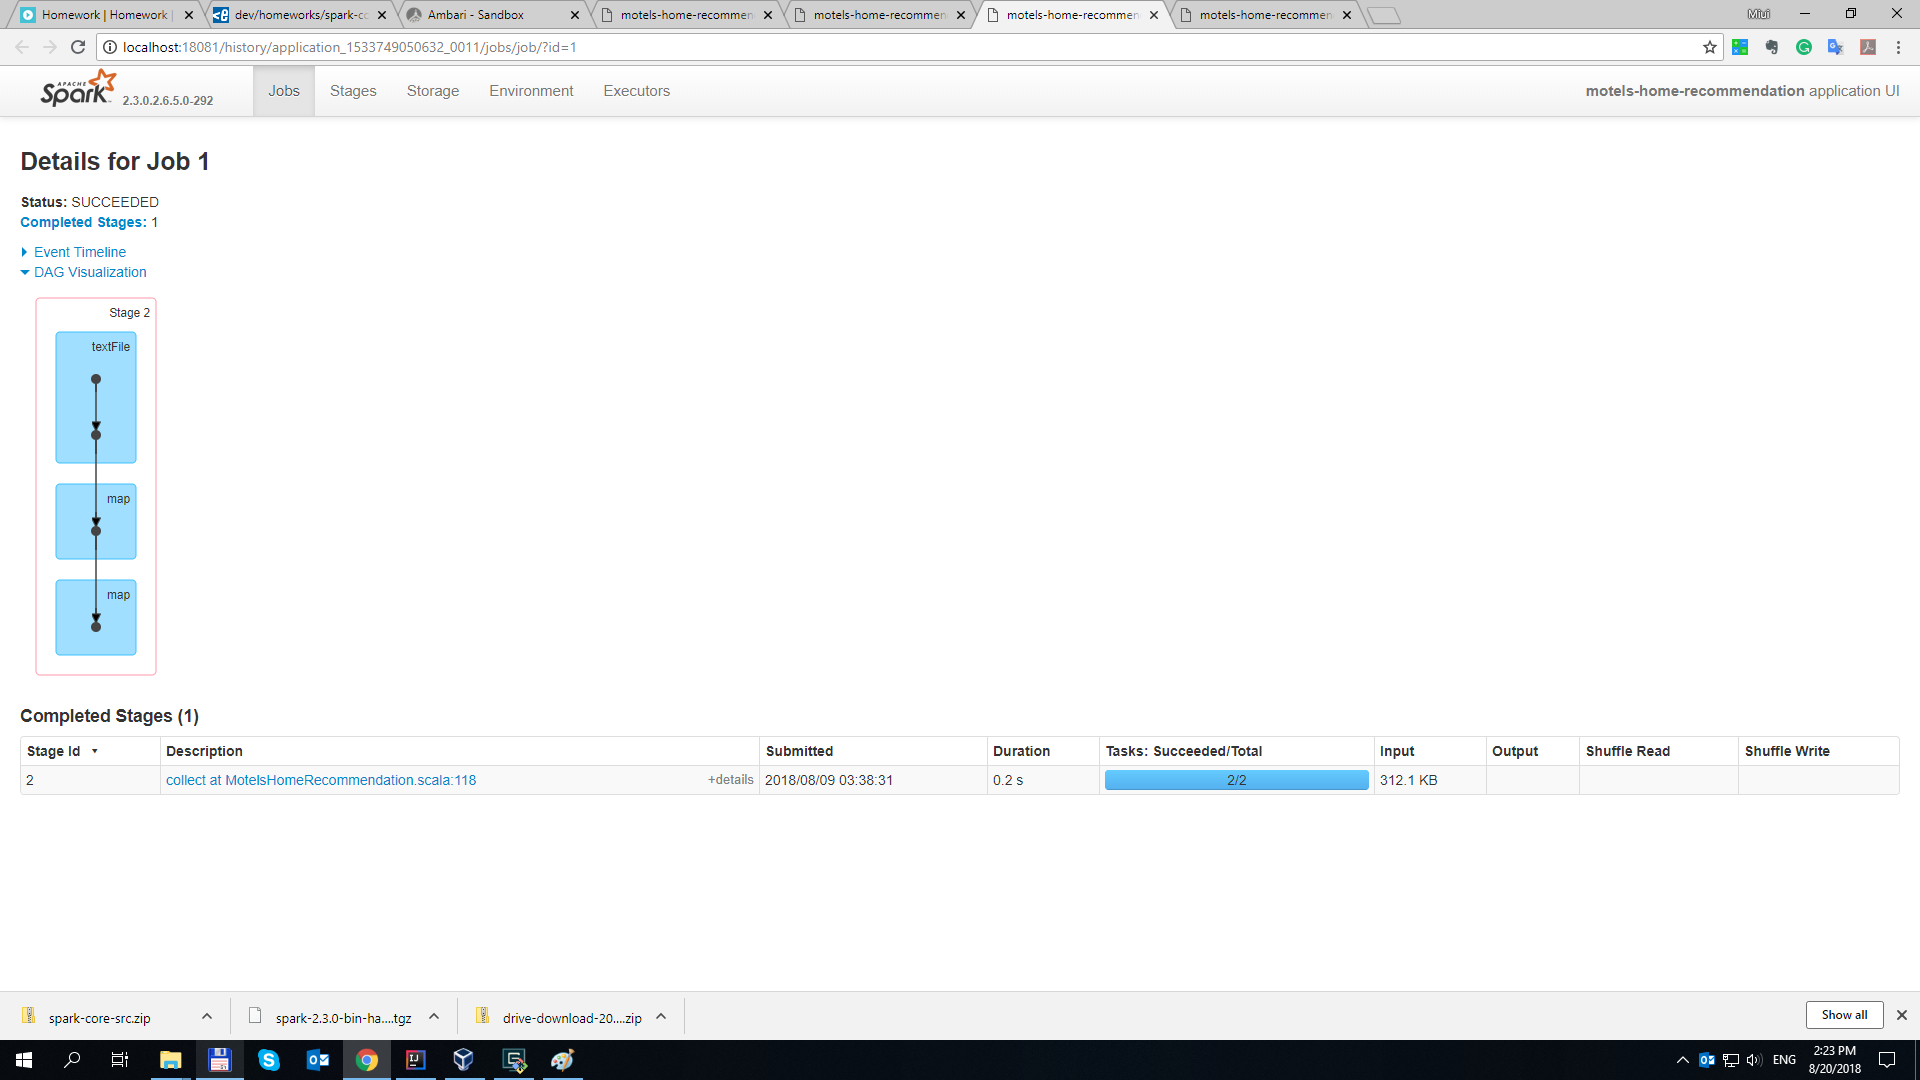 Homework | Homework |
dev/homeworks/spark-co
Ambari - Sandbox
motels-home-recommen
motels-home-recommen
motels-home-recommen
motels-home-recommen
Miui
localhost:18081/history/application_1533749050632_0011/jobs/job/?id=1
APACHE
Spark
2.3.0.2.6.5.0-292
Jobs
Stages
Storage
Environment
Executors
motels-home-recommendation application UI
Details for Job 1
Status: SUCCEEDED
Completed Stages: 1
Event Timeline
DAG Visualization
Stage 2
textFile
map
map
Completed Stages (1)
Stage Id Description Submitted Duration Tasks: Succeeded/Total Input Output Shuffle Read Shuffle Write
2 collect at MotelsHomeRecommendation.scala:118 +details 2018/08/09 03:38:31 0.2 s 2/2 312.1 KB
spark-core-src.zip
spark-2.3.0-bin-ha....tgz
drive-download-20....zip
Show all
ENG
2:23 PM
8/20/2018